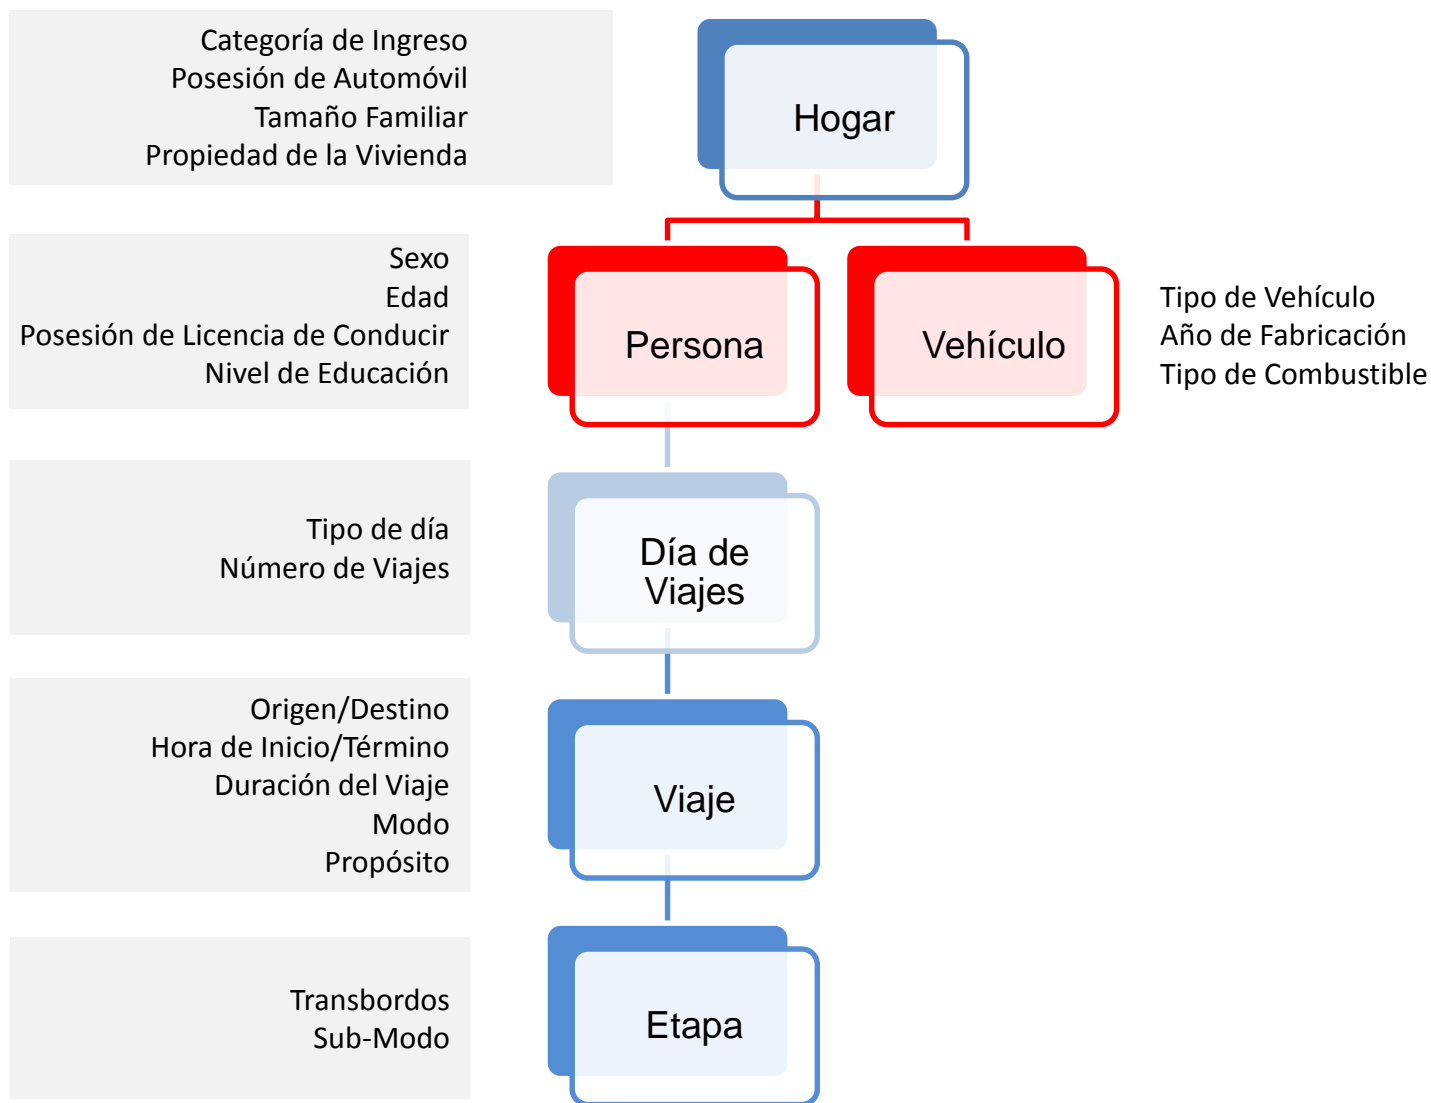 Categoría de Ingreso
Posesión de Automóvil
Tamaño Familiar
Propiedad de la Vivienda
Hogar
Sexo
Edad
Posesión de Licencia de Conducir
Nivel de Educación
Persona
Vehículo
Tipo de Vehículo
Año de Fabricación
Tipo de Combustible
Tipo de día
Número de Viajes
Día de
Viajes
Origen/Destino
Hora de Inicio/Término
Duración del Viaje
Modo
Propósito
Viaje
Transbordos
Sub-Modo
Etapa